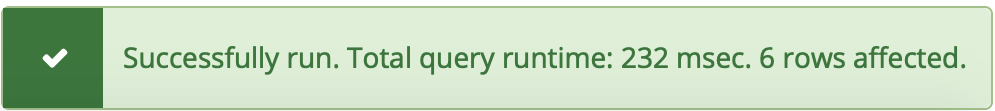 Successfully run. Total query runtime: 232 msec. 6 rows affected.